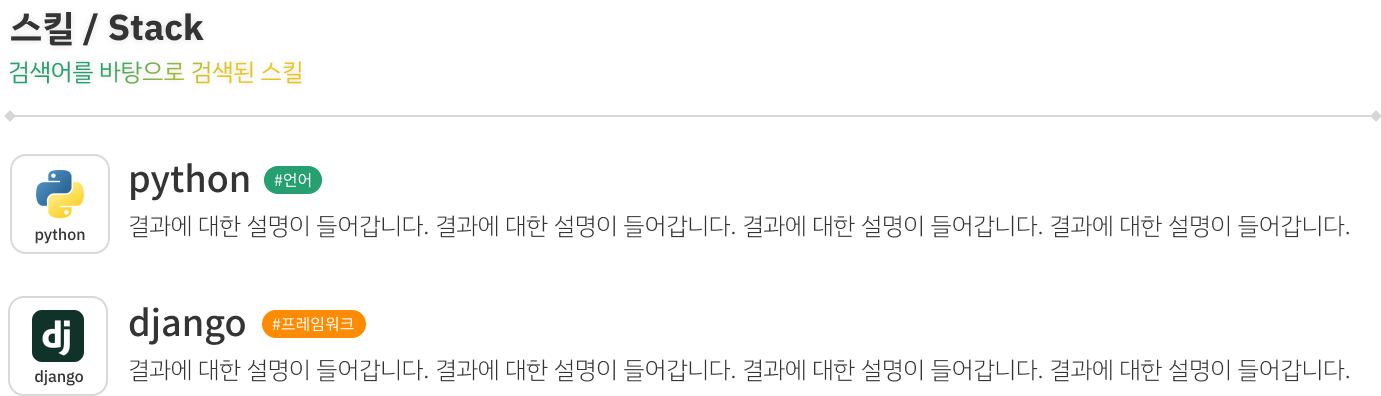 스킬 / Stack
검색어를 바탕으로 검색된 스킬
python #언어
결과에 대한 설명이 들어갑니다. 결과에 대한 설명이 들어갑니다. 결과에 대한 설명이 들어갑니다. 결과에 대한 설명이 들어갑니다.
python
django #프레임워크
결과에 대한 설명이 들어갑니다. 결과에 대한 설명이 들어갑니다. 결과에 대한 설명이 들어갑니다. 결과에 대한 설명이 들어갑니다.
dj
django